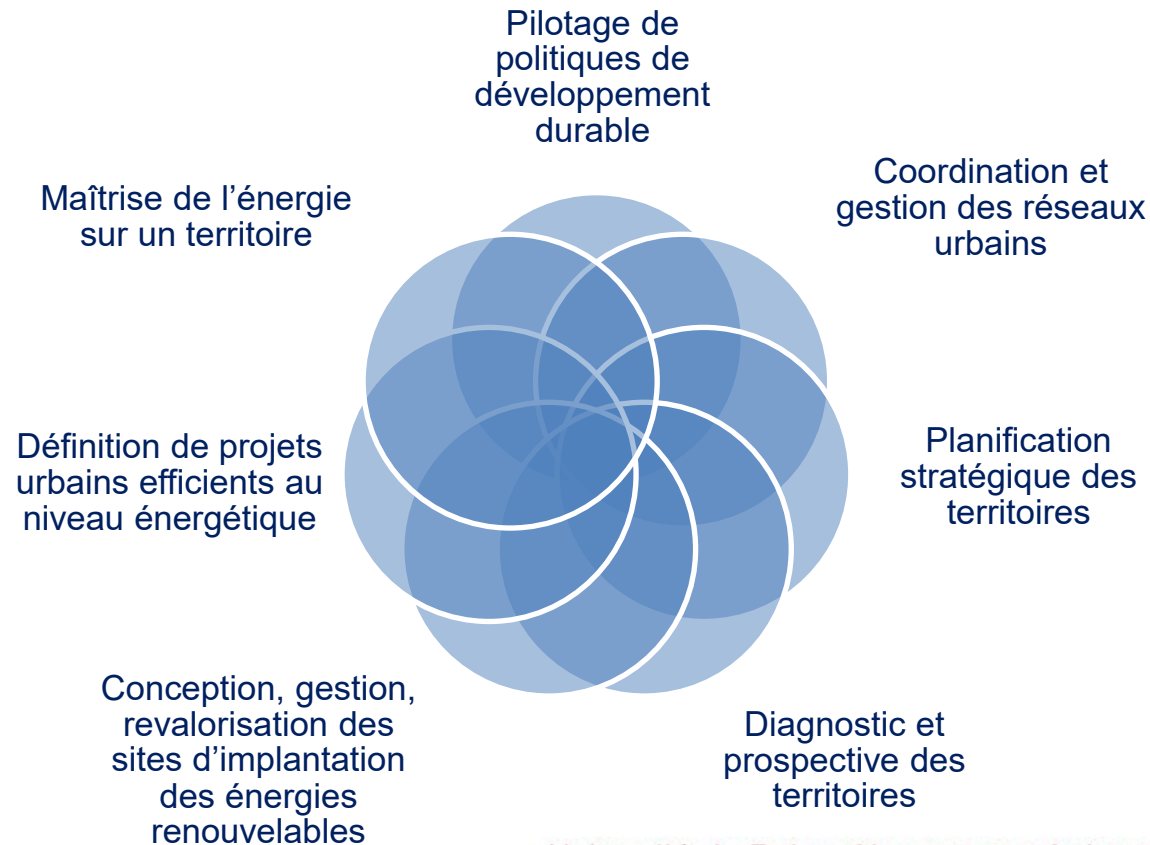 Pilotage de
politiques de
développement
durable
Coordination et
gestion des réseaux
urbains
Planification
stratégique des
territoires
Diagnostic et
prospective des
territoires
Conception, gestion,
revalorisation des
sites d’implantation
des énergies
renouvelables
Définition de projets
urbains efficients au
niveau énergétique
Maîtrise de l’énergie
sur un territoire